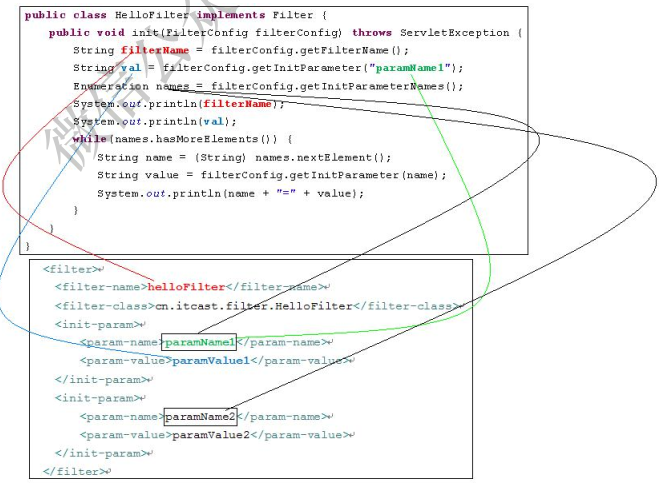 public class HelloFilter implements Filter {
public void init(FilterConfig filterConfig) throws ServletException {
String filterName = filterConfig.getFilterName();
String val = filterConfig.getInitParameter("paramName1");
Enumeration names = filterConfig.getInitParameterNames();
System.out.println(filterName);
System.out.println(val);
while(names.hasMoreElements()) {
String name = (String) names.nextElement();
String value = filterConfig.getInitParameter(name);
System.out.println(name + "=" + value);
}
}
}
<filter>
<filter-name>helloFilter</filter-name>
<filter-class>cn.itcast.filter.HelloFilter</filter-class>
<init-param>
<param-name>paramName1</param-name>
<param-value>paramValue1</param-value>
</init-param>
<init-param>
<param-name>paramName2</param-name>
<param-value>paramValue2</param-value>
</init-param>
</filter>
微信公众